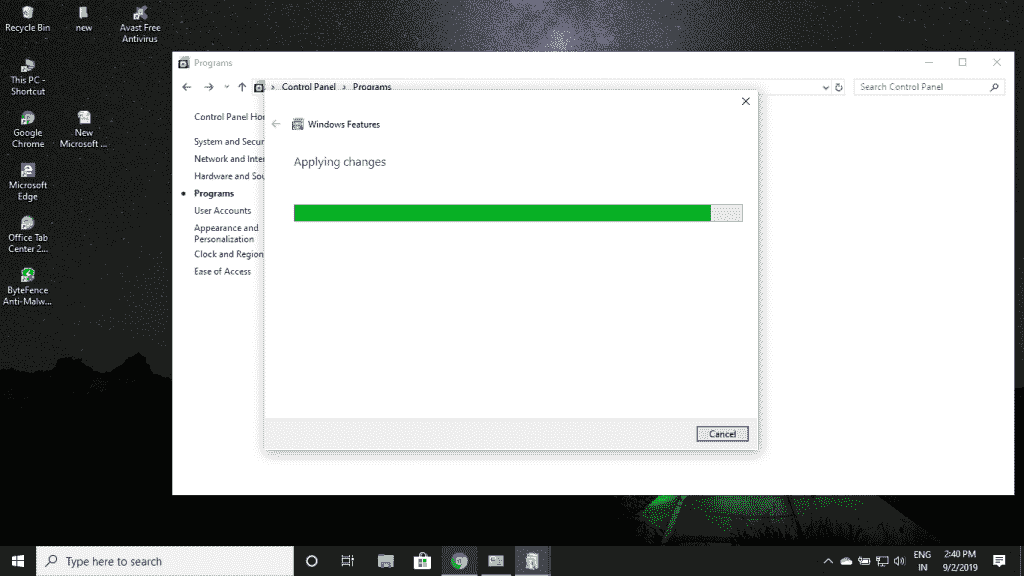 Recycle Bin
new
Avast Free
Antivirus
This PC -
Shortcut
Google
Chrome
New
Microsoft ...
Microsoft
Edge
Office Tab
Center 2...
ByteFence
Anti-Malw...
Programs
Control Panel > Programs
Search Control Panel
Control Panel Ho
System and Secur
Network and Inter
Hardware and Sou
Programs
User Accounts
Appearance and
Personalization
Clock and Region
Ease of Access
Windows Features
Applying changes
Cancel
Type here to search
ENG
IN
2:40 PM
9/2/2019